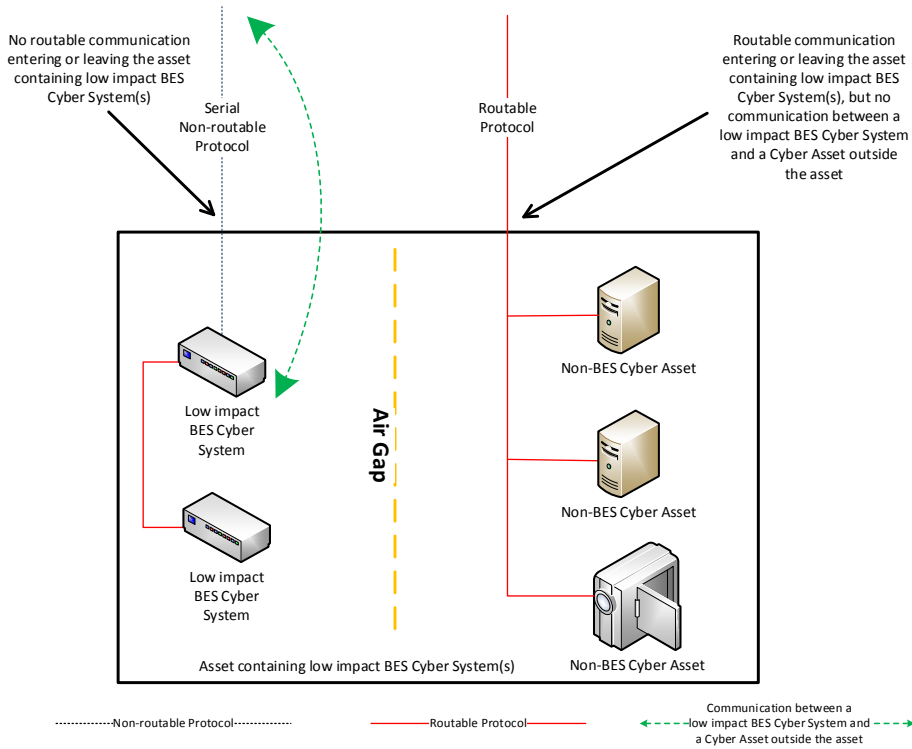 No routable communication
entering or leaving the asset
containing low impact BES
Cyber System(s)
Serial
Non-routable
Protocol
Routable
Protocol
Routable communication
entering or leaving the asset
containing low impact BES
Cyber System(s), but no
communication between a
low impact BES Cyber System
and a Cyber Asset outside
the asset
Low impact
BES Cyber
System
Low impact
BES Cyber
System
Air Gap
Non-BES Cyber Asset
Non-BES Cyber Asset
Non-BES Cyber Asset
Asset containing low impact BES Cyber System(s)
Non-routable Protocol
Routable Protocol
Communication between a
low impact BES Cyber System and
a Cyber Asset outside the asset